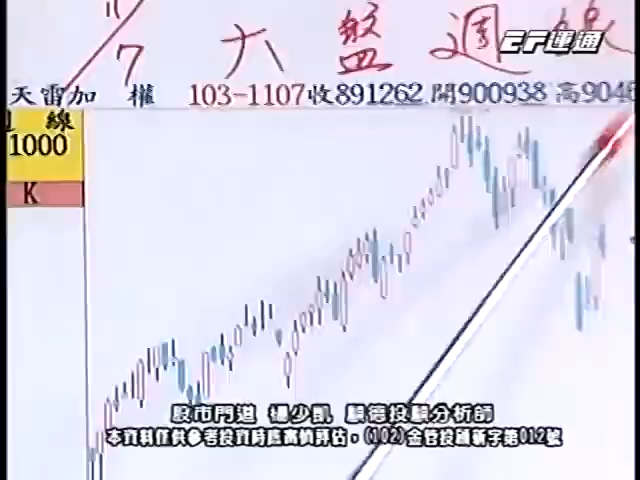 11/7 大盤週線
EF運通
天雷加 權 103-1107收891262 開900938 高9046
週 線
1000
K
股市門道 楊少凱 顧德投顧分析師
本資料僅供參考投資時應審慎評估，(102)金管投顧新字第012號